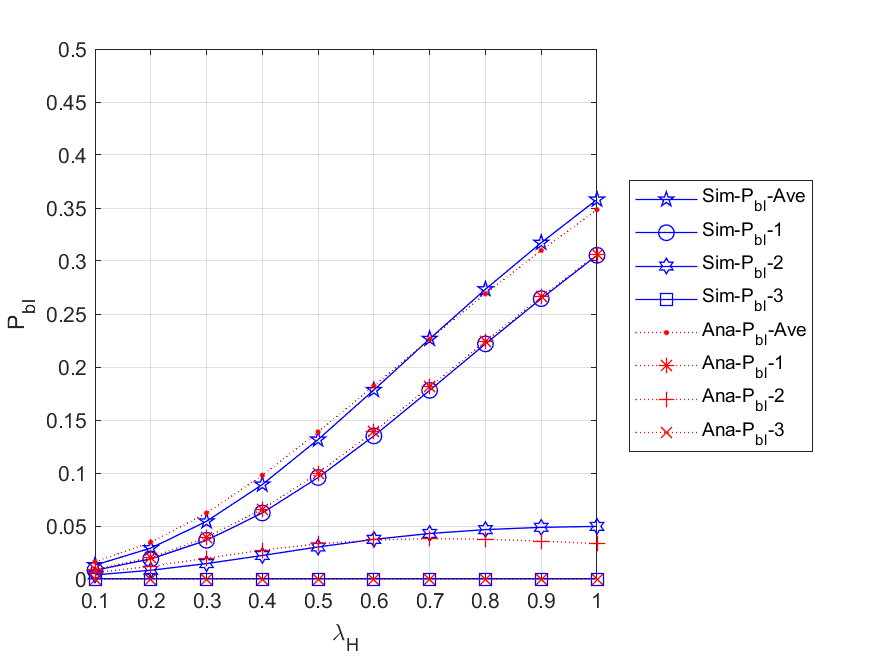 0.5
0.45
0.4
0.35
0.3
0.25
0.2
0.15
0.1
0.05
0
P_bl
0.1 0.2 0.3 0.4 0.5 0.6 0.7 0.8 0.9 1
λ_H
Sim-P_bl-Ave
Sim-P_bl-1
Sim-P_bl-2
Sim-P_bl-3
Ana-P_bl-Ave
Ana-P_bl-1
Ana-P_bl-2
Ana-P_bl-3